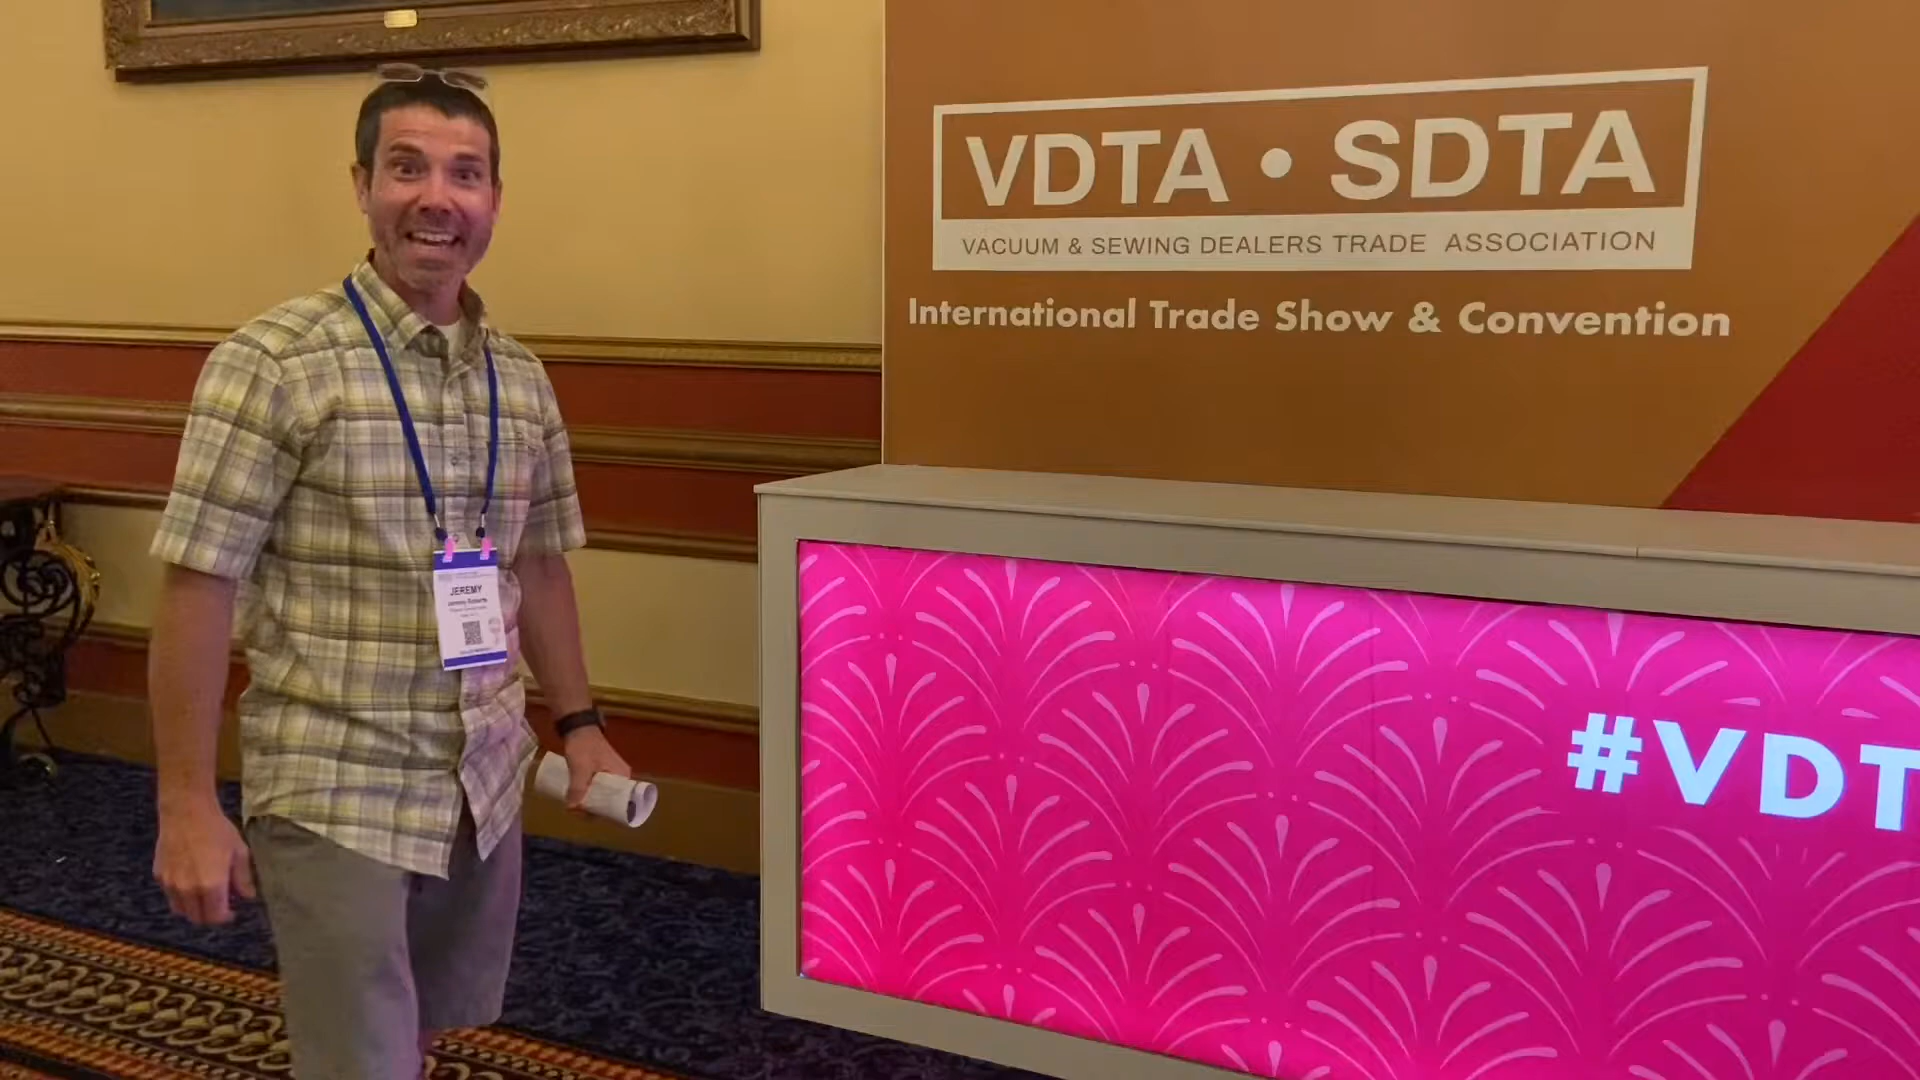 VDTA • SDTA
VACUUM & SEWING DEALERS TRADE ASSOCIATION
International Trade Show & Convention
JEREMY
#VDT